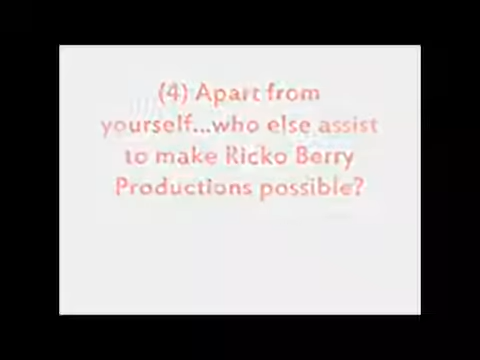 (4) Apart from
yourself...who else assist
to make Ricko Berry
Productions possible?